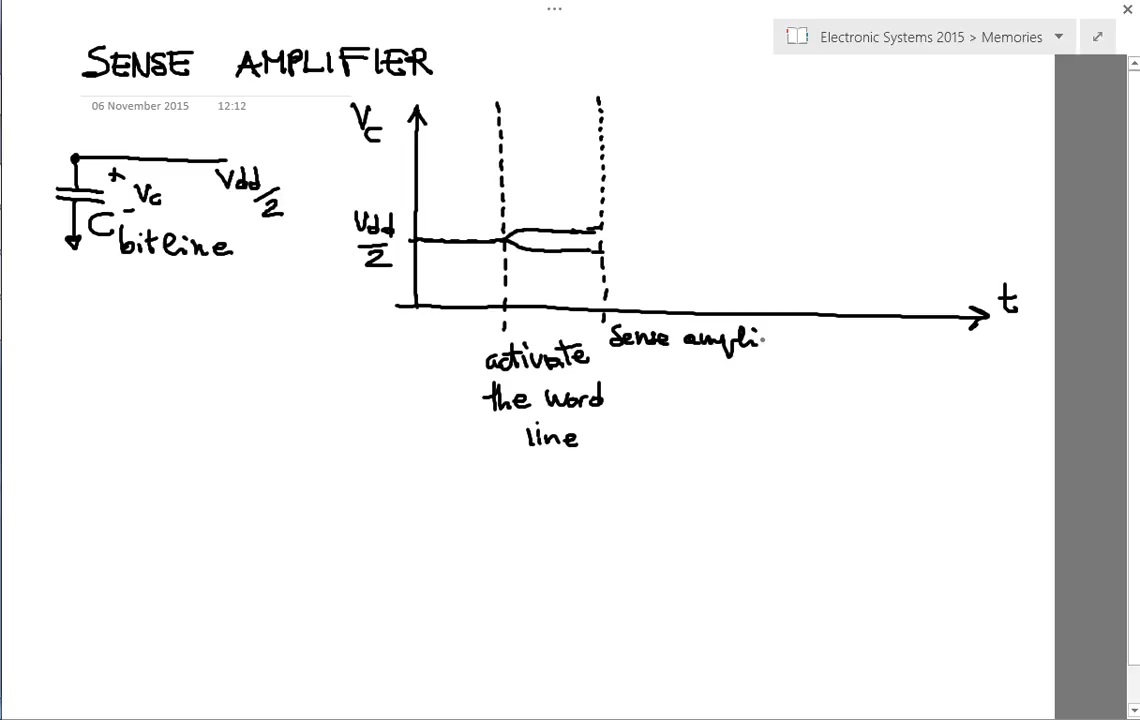 ...
Electronic Systems 2015 > Memories
SENSE AMPLIFIER
06 November 2015 12:12
Vc
+
Vc
-
Vdd/2
C bitline
Vdd/2
t
activate
the word
line
Sense ampli